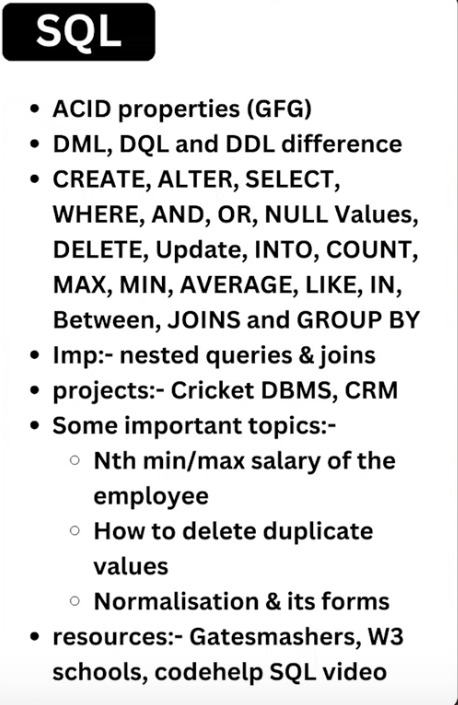 SQL
• ACID properties (GFG)
• DML, DQL and DDL difference
• CREATE, ALTER, SELECT,
WHERE, AND, OR, NULL Values,
DELETE, Update, INTO, COUNT,
MAX, MIN, AVERAGE, LIKE, IN,
Between, JOINS and GROUP BY
• Imp:- nested queries & joins
• projects:- Cricket DBMS, CRM
• Some important topics:-
○ Nth min/max salary of the
employee
○ How to delete duplicate
values
○ Normalisation & its forms
• resources:- Gatesmashers, W3
schools, codehelp SQL video